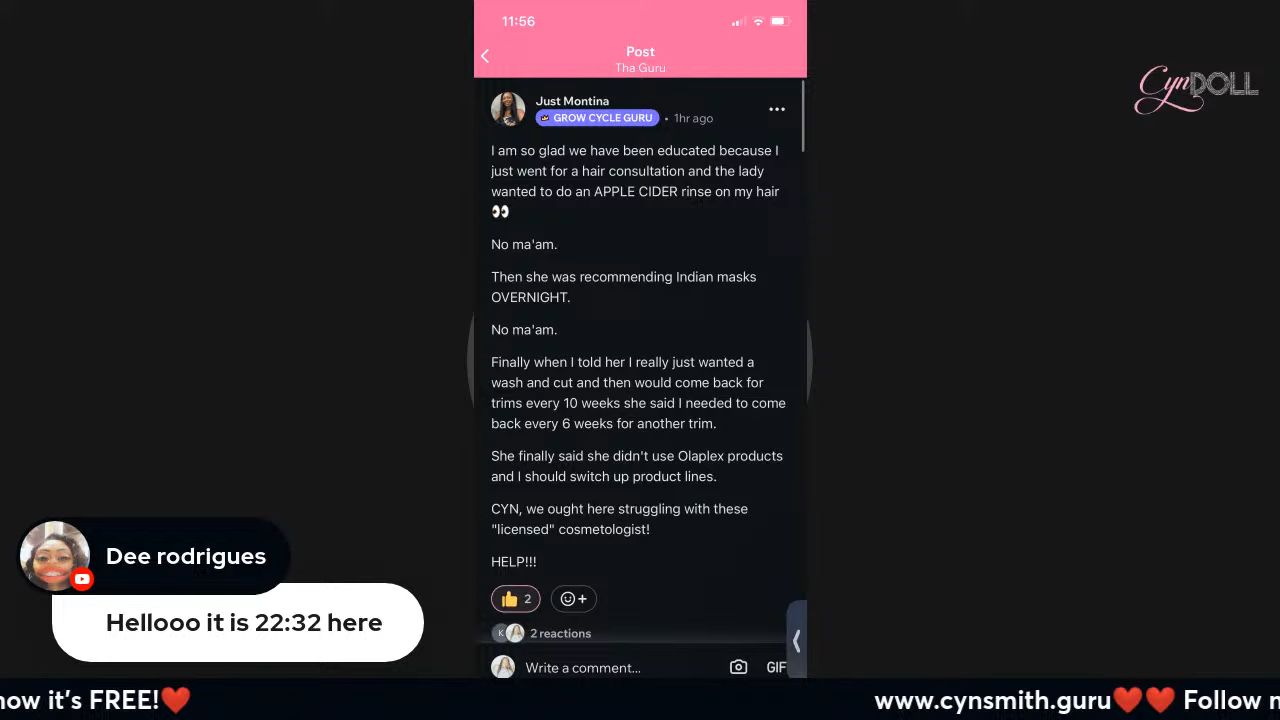 11:56
Post
Tha Guru
CynDOLL
Just Montina
GROW CYCLE GURU • 1hr ago
I am so glad we have been educated because I
just went for a hair consultation and the lady
wanted to do an APPLE CIDER rinse on my hair
👀
No ma'am.
Then she was recommending Indian masks
OVERNIGHT.
No ma'am.
Finally when I told her I really just wanted a
wash and cut and then would come back for
trims every 10 weeks she said I needed to come
back every 6 weeks for another trim.
She finally said she didn't use Olaplex products
and I should switch up product lines.
CYN, we ought here struggling with these
"licensed" cosmetologist!
HELP!!!
👍 2
K 2 reactions
Write a comment...
GIF
Dee rodrigues
Hellooo it is 22:32 here
now it's FREE!❤️ www.cynsmith.guru❤️❤️ Follow